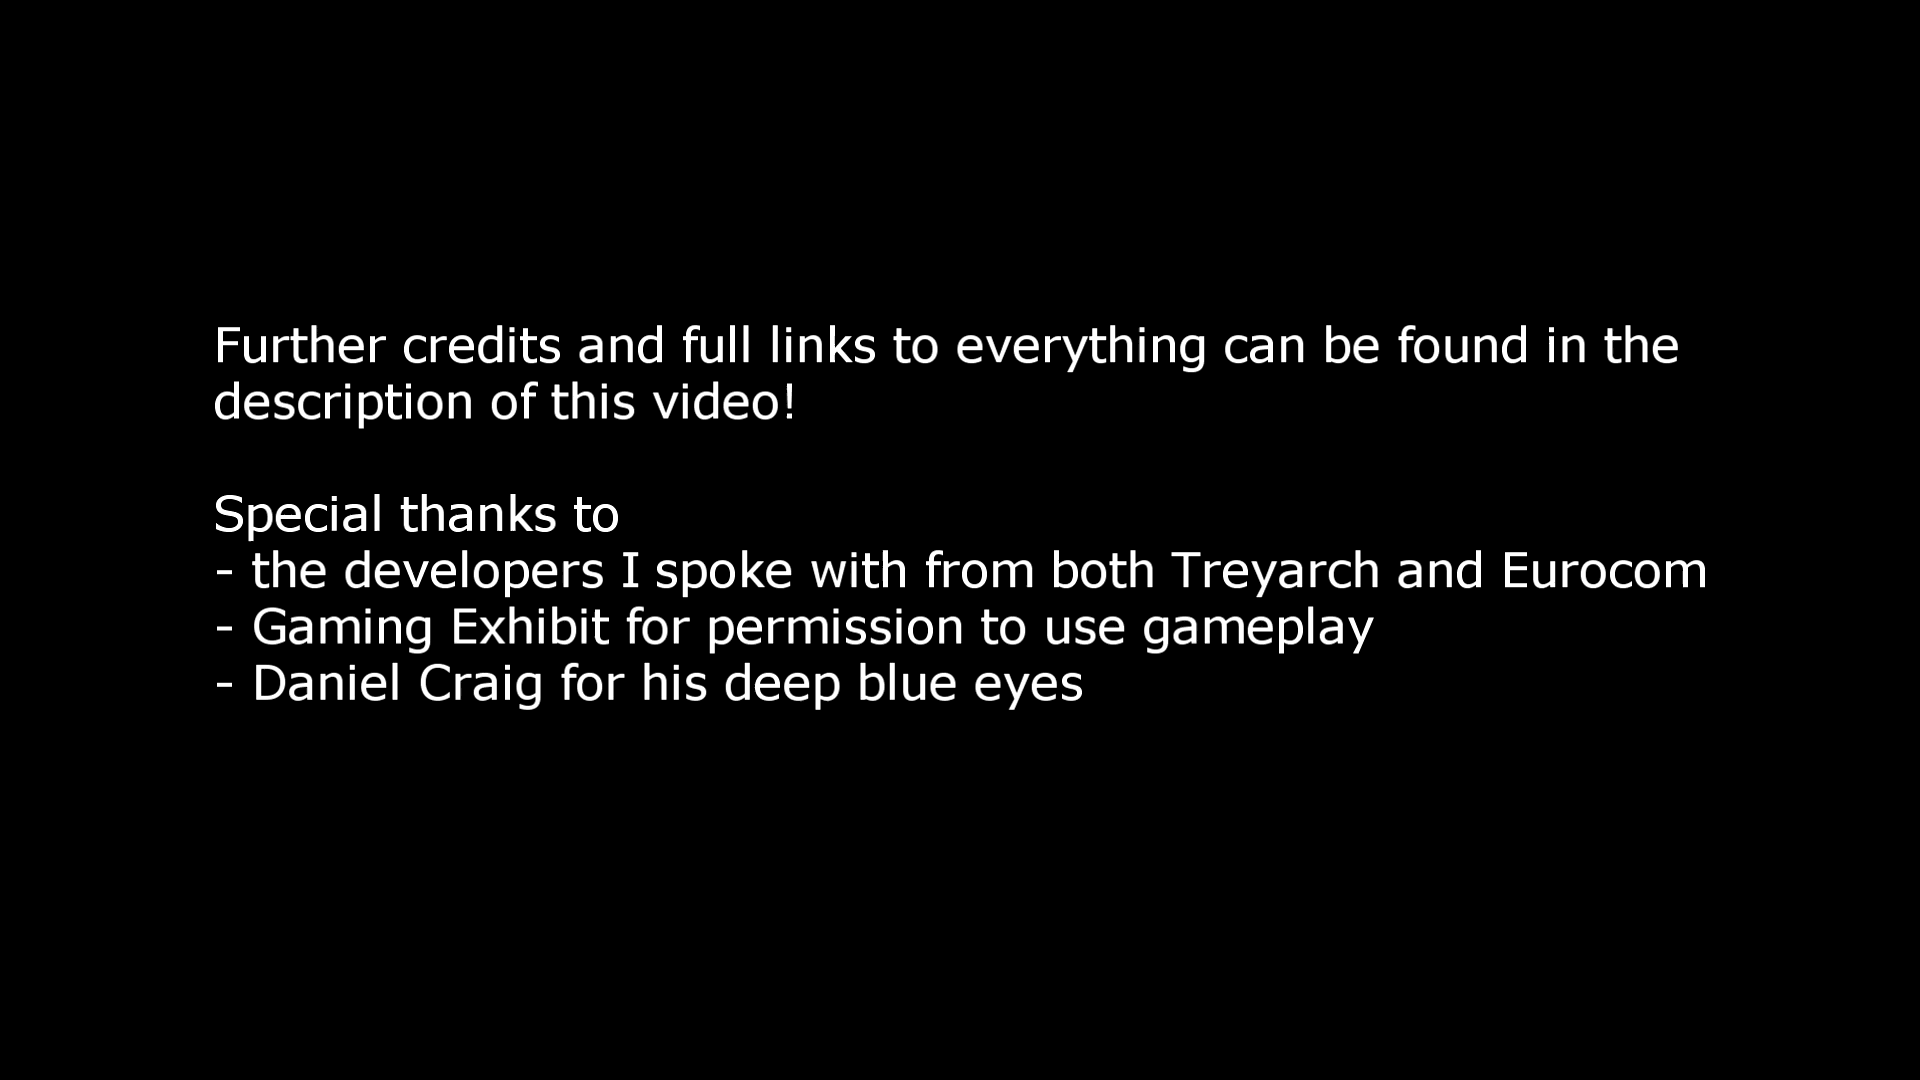 Further credits and full links to everything can be found in the
description of this video!
Special thanks to
- the developers I spoke with from both Treyarch and Eurocom
- Gaming Exhibit for permission to use gameplay
- Daniel Craig for his deep blue eyes